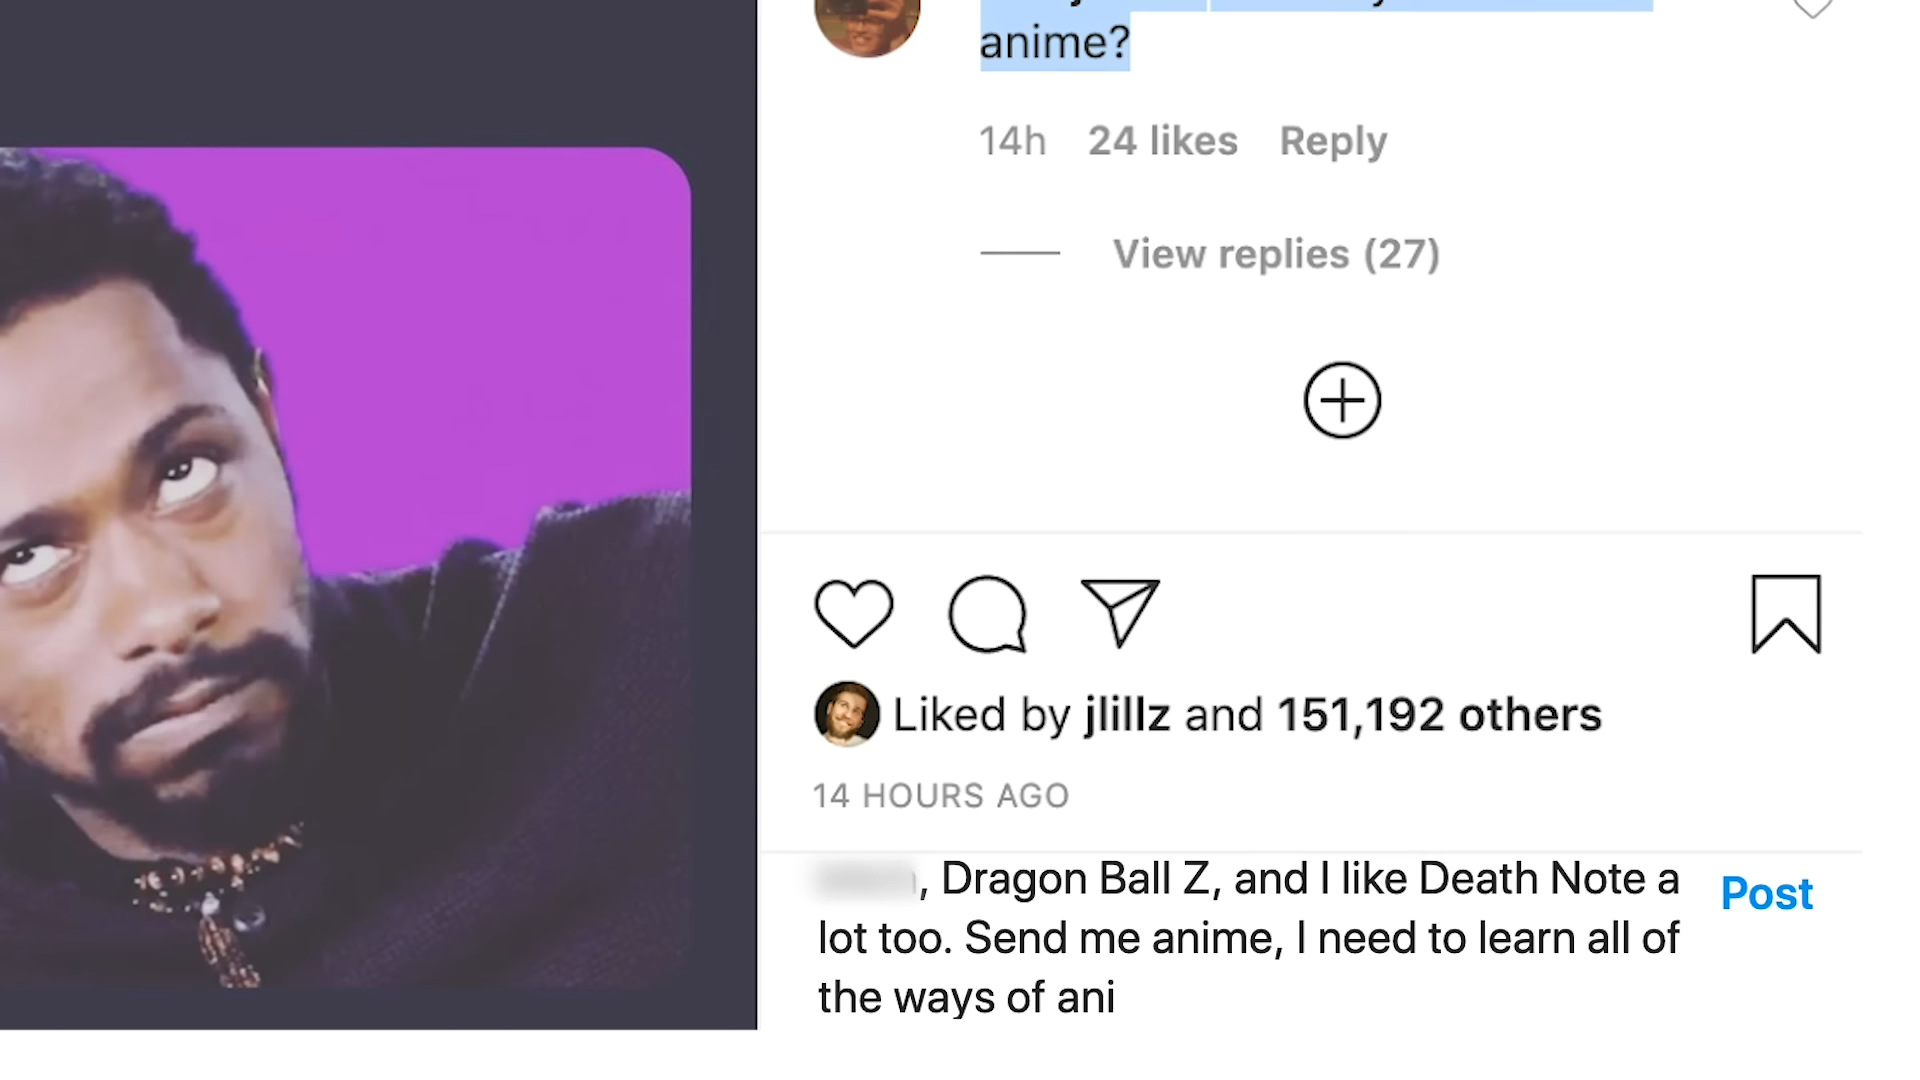 anime?
14h 24 likes Reply
View replies (27)
Liked by jlillz and 151,192 others
14 HOURS AGO
, Dragon Ball Z, and I like Death Note a
lot too. Send me anime, I need to learn all of
the ways of ani
Post